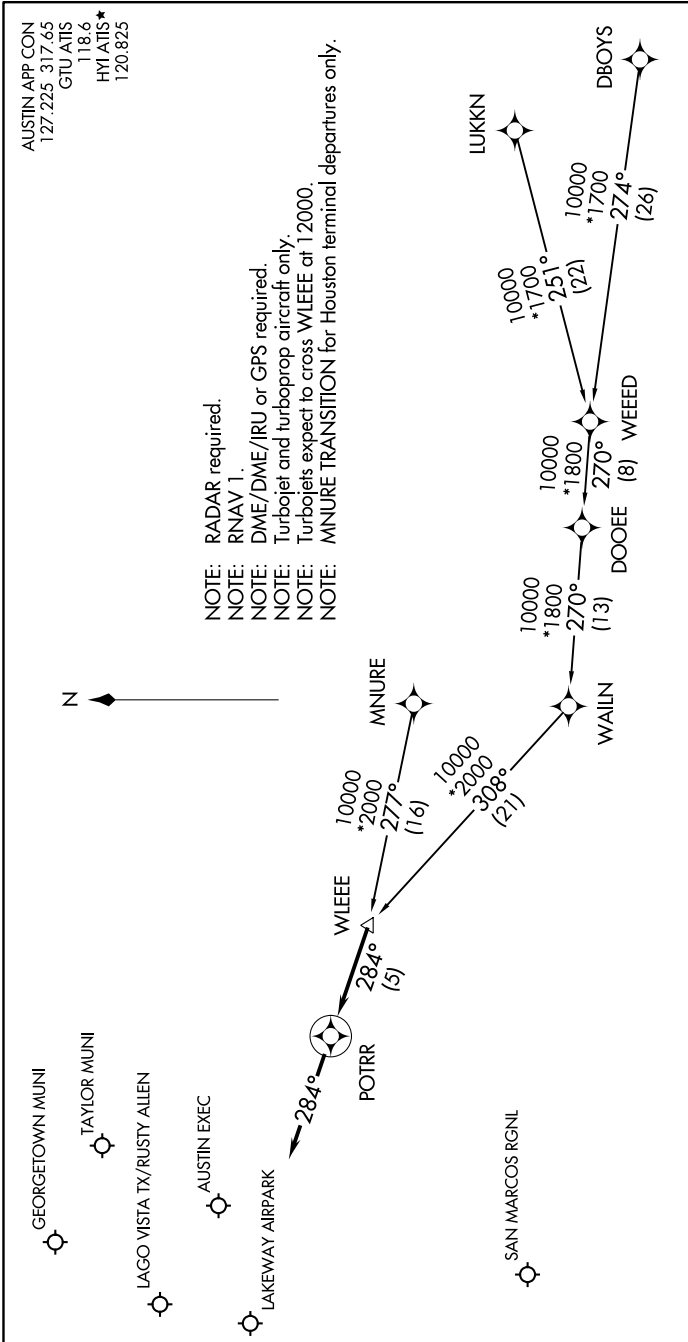 AUSTIN APP CON
127.225 317.65
GTU ATIS
118.6
HYI ATIS★
120.825
NOTE: RADAR required.
NOTE: RNAV 1.
NOTE: DME/DME/IRU or GPS required.
NOTE: Turbojet and turboprop aircraft only.
NOTE: Turbojets expect to cross WLEEE at 12000.
NOTE: MNURE TRANSITION for Houston terminal departures only.
N
GEORGETOWN MUNI
TAYLOR MUNI
LAGO VISTA TX/RUSTY ALLEN
AUSTIN EXEC
LAKEWAY AIRPARK
SAN MARCOS RGNL
284°
POTRR
284°
(5)
WLEEE
10000
*2000
277°
(16)
MNURE
10000
*2000
308°
(21)
WAILN
10000
*1800
270°
(13)
DOOEE
10000
*1800
270°
(8)
WEEED
10000
*1700
251°
(22)
LUKKN
10000
*1700
274°
(26)
DBOYS